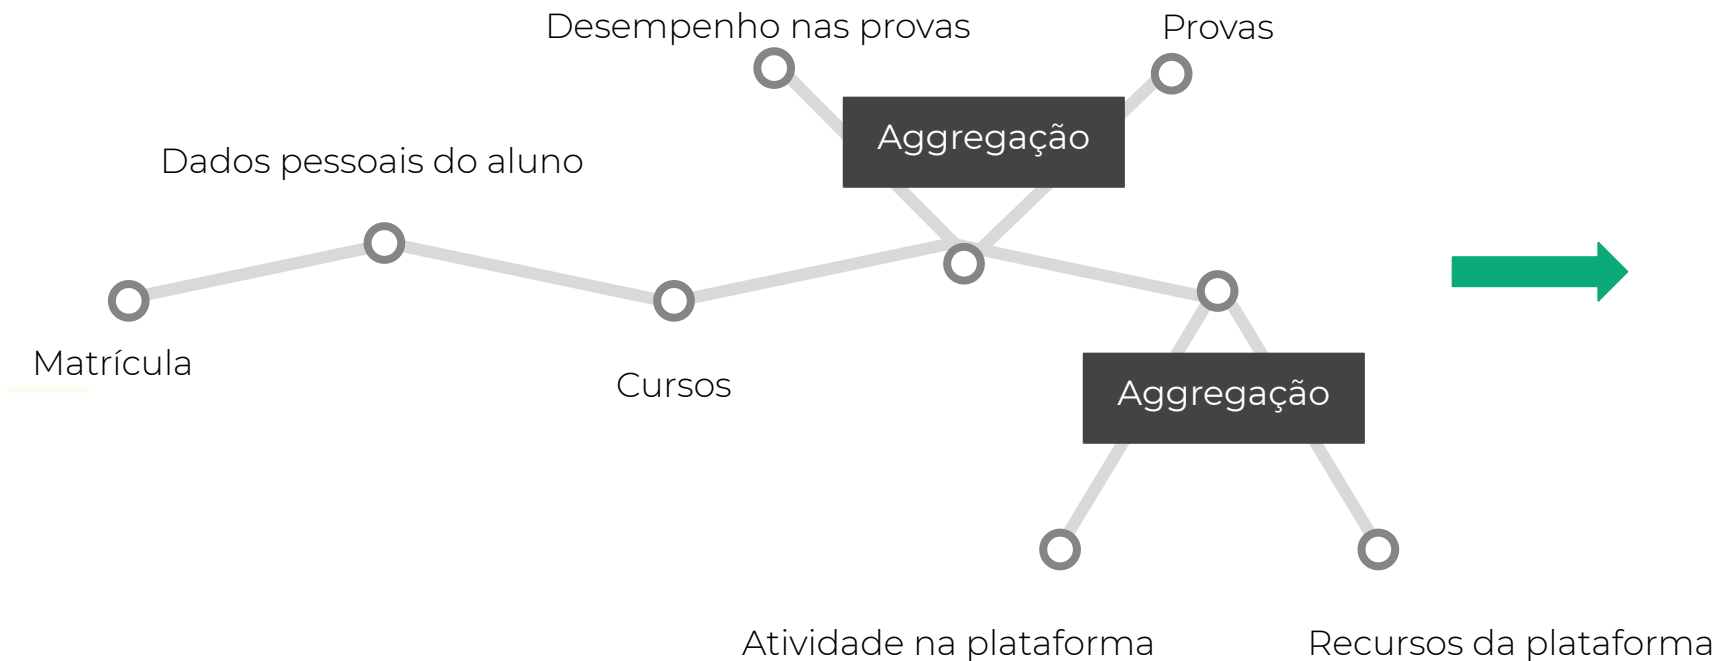 Desempenho nas provas
Provas
Aggregação
Dados pessoais do aluno
Matrícula
Cursos
Aggregação
Atividade na plataforma
Recursos da plataforma